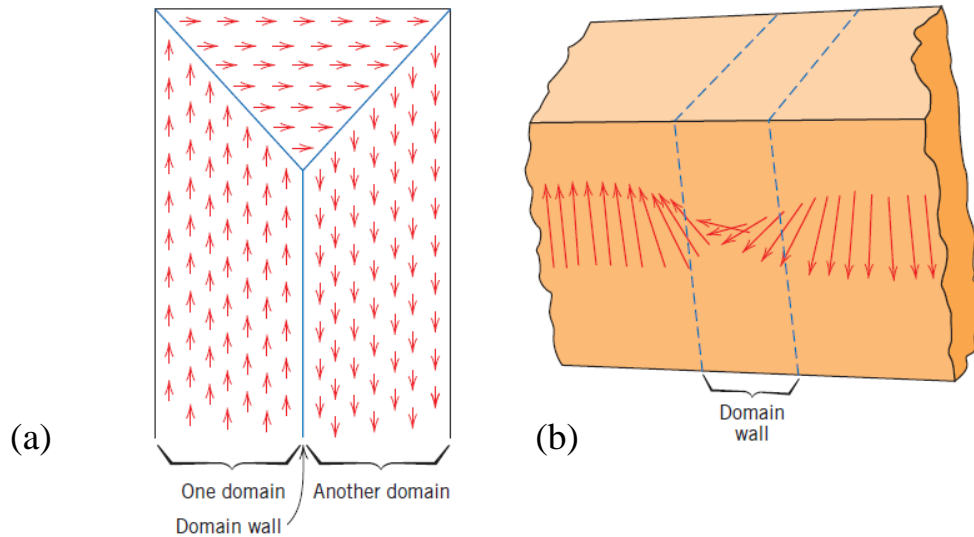 (a)
One domain
Another domain
Domain wall
(b)
Domain
wall